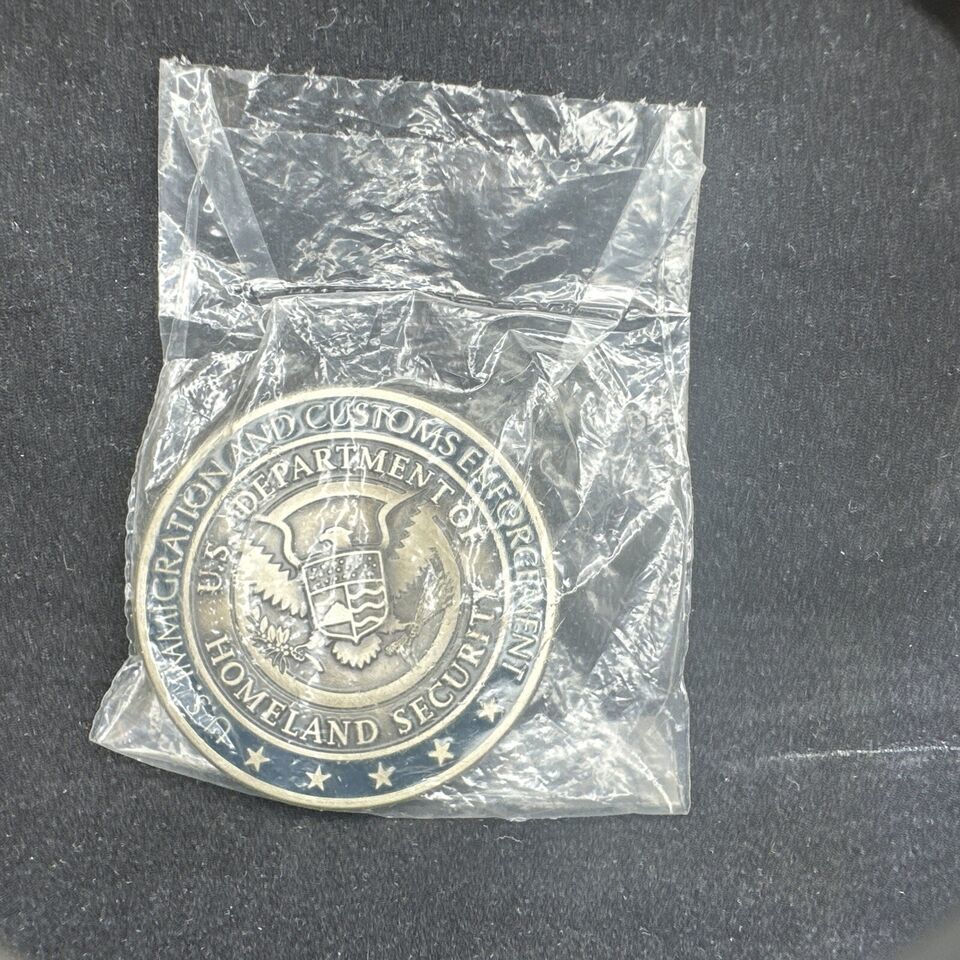 U.S. IMMIGRATION AND CUSTOMS ENFORCEMENT
U.S. DEPARTMENT OF
HOMELAND SECURITY